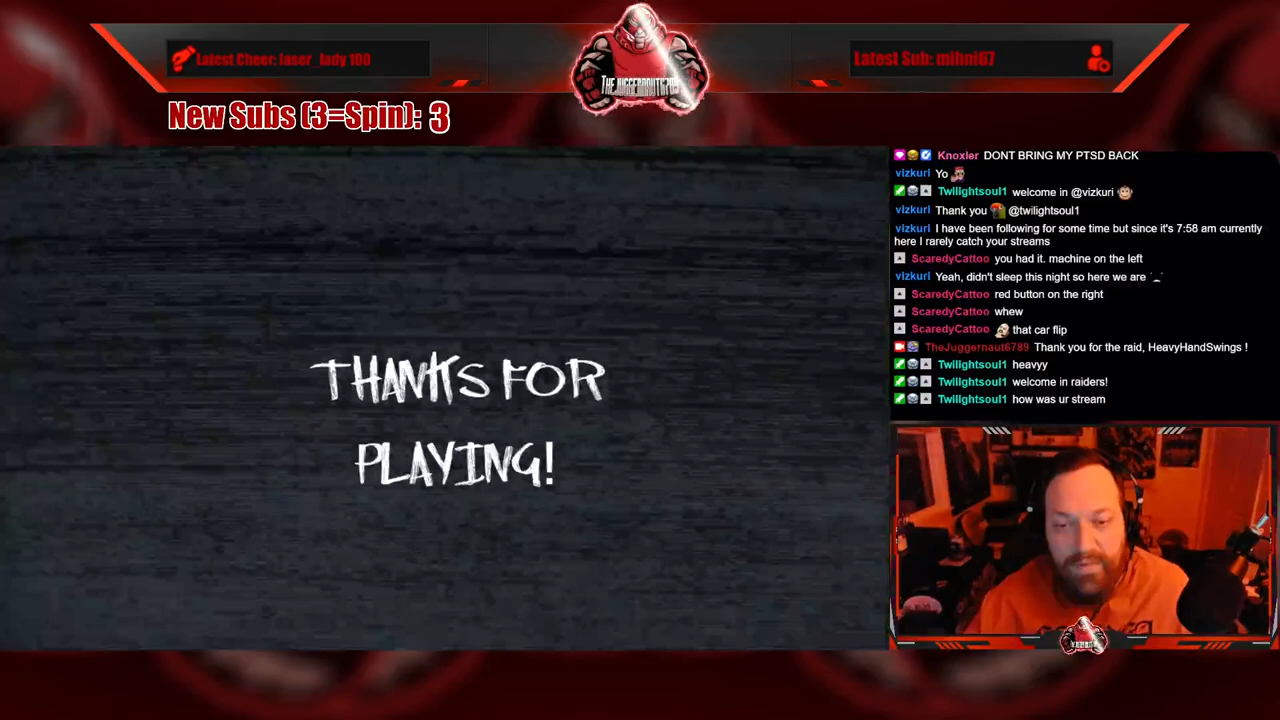 Latest Cheer: laser_lady 100
Latest Sub: mihni67
New Subs (3=Spin): 3
Knoxler DONT BRING MY PTSD BACK
vizkuri Yo
Twilightsoul1 welcome in @vizkuri
vizkuri Thank you @twilightsoul1
vizkuri I have been following for some time but since it's 7:58 am currently
here I rarely catch your streams
ScaredyCattoo you had it. machine on the left
vizkuri Yeah, didn't sleep this night so here we are
ScaredyCattoo red button on the right
ScaredyCattoo whew
ScaredyCattoo that car flip
TheJuggernaut6789 Thank you for the raid, HeavyHandSwings !
Twilightsoul1 heavyy
Twilightsoul1 welcome in raiders!
Twilightsoul1 how was ur stream
THANKS FOR
PLAYING!